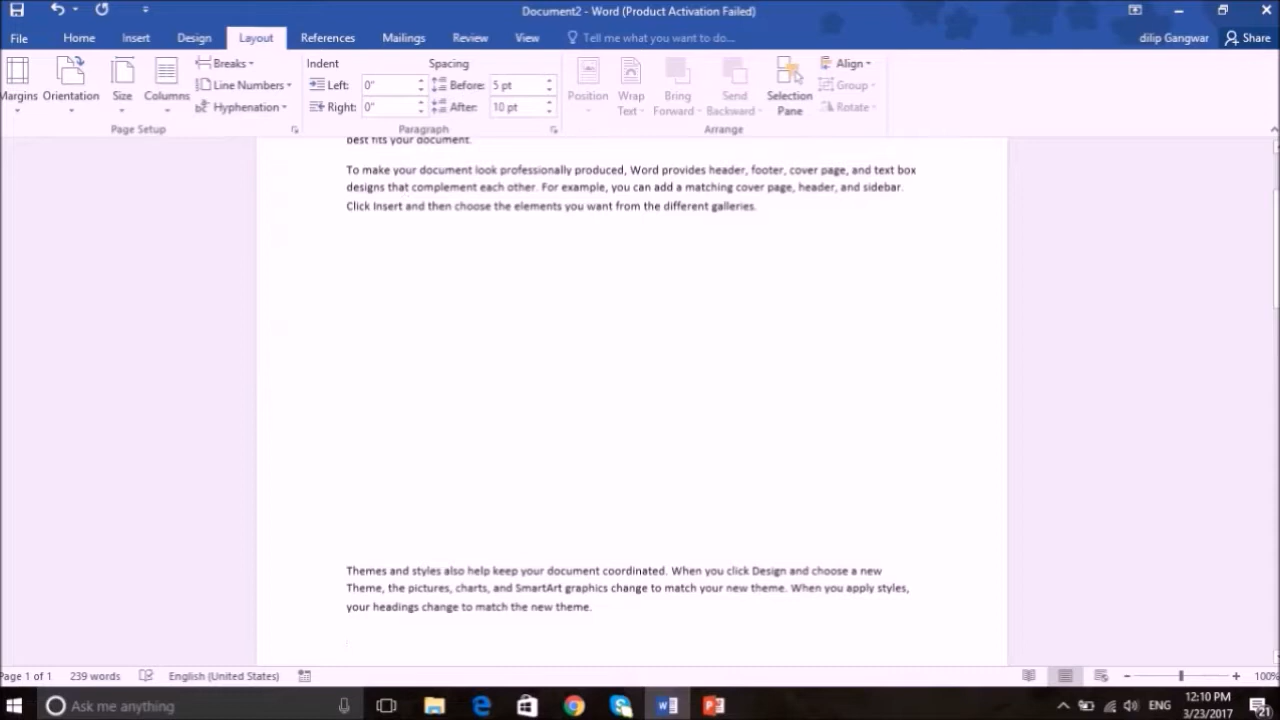 Document2 - Word (Product Activation Failed)
File Home Insert Design Layout References Mailings Review View Tell me what you want to do... dilip Gangwar Share
Breaks Indent Spacing Align
Line Numbers Left: 0" Before: 5 pt Group
Hyphenation Right: 0" After: 10 pt Rotate
Margins Orientation Size Columns Position Wrap Text Bring Forward Send Backward Selection Pane
Page Setup Paragraph Arrange
best fits your document.
To make your document look professionally produced, Word provides header, footer, cover page, and text box
designs that complement each other. For example, you can add a matching cover page, header, and sidebar.
Click Insert and then choose the elements you want from the different galleries.
Themes and styles also help keep your document coordinated. When you click Design and choose a new
Theme, the pictures, charts, and SmartArt graphics change to match your new theme. When you apply styles,
your headings change to match the new theme.
Page 1 of 1 239 words English (United States) 100%
Ask me anything ENG 12:10 PM
3/23/2017 21